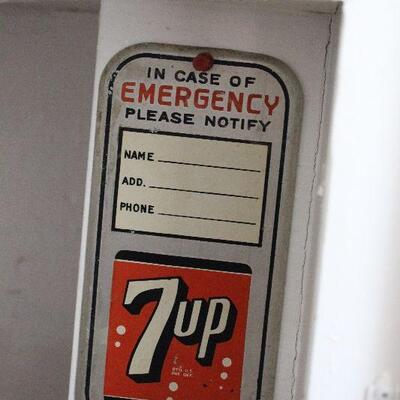 IN CASE OF
EMERGENCY
PLEASE NOTIFY
NAME
ADD.
PHONE
7up